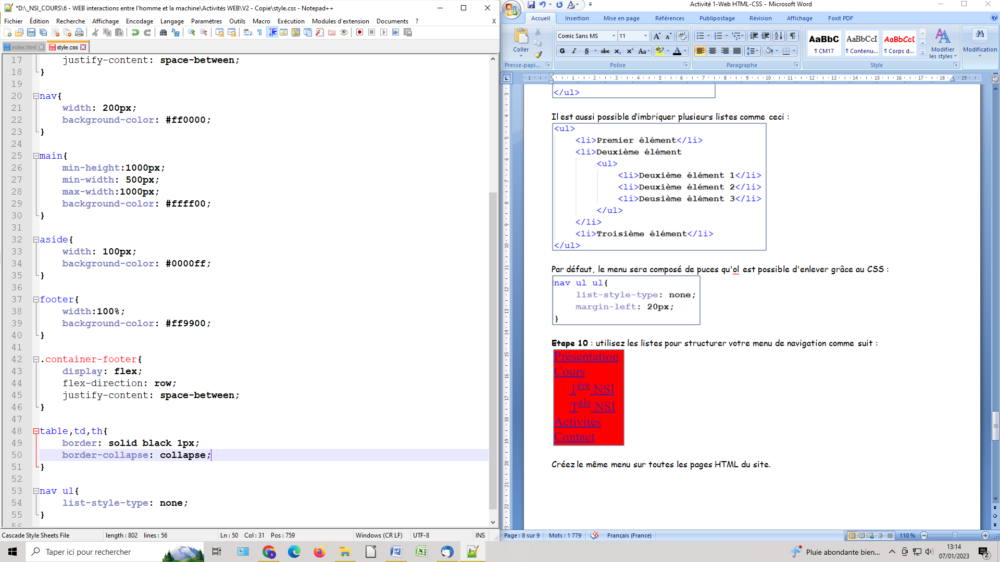 *D:\_NSI_COURS\6 - WEB interactions entre l'homme et la machine\Activités WEB\V2 - Copie\style.css - Notepad++
Fichier Édition Recherche Affichage Encodage Langage Paramètres Outils Macro Exécution Modules d'extension Documents ? X
index.html style.css
17 justify-content: space-between;
18 }
19
20 nav{
21 width: 200px;
22 background-color: #ff0000;
23 }
24
25 main{
26 min-height:1000px;
27 min-width: 500px;
28 max-width:1000px;
29 background-color: #ffff00;
30 }
31
32 aside{
33 width: 100px;
34 background-color: #0000ff;
35 }
36
37 footer{
38 width:100%;
39 background-color: #ff9900;
40 }
41
42 .container-footer{
43 display: flex;
44 flex-direction: row;
45 justify-content: space-between;
46 }
47
48 table,td,th{
49 border: solid black 1px;
50 border-collapse: collapse;
51 }
52
53 nav ul{
54 list-style-type: none;
55 }
56
Cascade Style Sheets File length : 802 lines : 56 Ln : 50 Col : 31 Pos : 759 Windows (CR LF) UTF-8 INS
Activité 1-Web HTML-CSS - Microsoft Word
Accueil Insertion Mise en page Références Publipostage Révision Affichage Foxit PDF
Coller
Presse-papi...
Comic Sans MS 11
G I S abc x₂ x² Aa
Police
Paragraphe
AaBbC AaBbCcI AaBbCct
¶ CM17 ¶ Contenu... ¶ Corps d...
Modifier les styles
Style
Modification
</ul>
Il est aussi possible d'imbriquer plusieurs listes comme ceci :
<ul>
<li>Premier élément</li>
<li>Deuxième élément
<ul>
<li>Deuxième élément 1</li>
<li>Deuxième élément 2</li>
<li>Deusième élément 3</li>
</ul>
</li>
<li>Troisième élément</li>
</ul>
Par défaut, le menu sera composé de puces qu'ol est possible d'enlever grâce au CSS :
nav ul ul{
list-style-type: none;
margin-left: 20px;
}
Etape 10 : utilisez les listes pour structurer votre menu de navigation comme suit :
Présentation
Cours
1ère NSI
Tale NSI
Activités
Contact
Créez le même menu sur toutes les pages HTML du site.
Page : 8 sur 9 Mots : 1 779 Français (France) 110 %
Taper ici pour rechercher
Pluie abondante bien...
13:14
07/01/2023
2